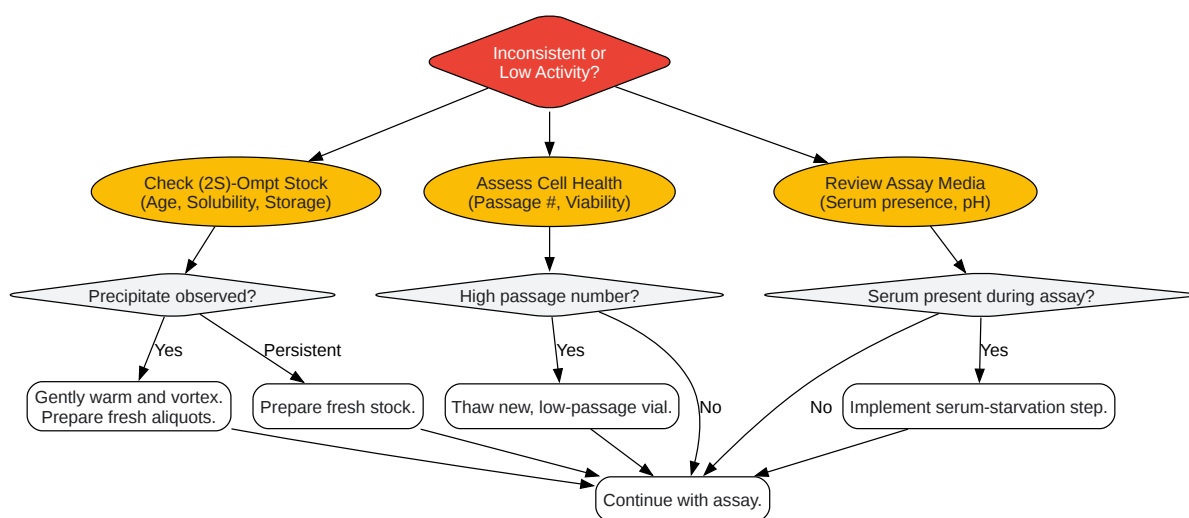 Inconsistent or
Low Activity?
Check (2S)-Ompt Stock
(Age, Solubility, Storage)
Assess Cell Health
(Passage #, Viability)
Review Assay Media
(Serum presence, pH)
Precipitate observed?
High passage number?
Serum present during assay?
Yes
Persistent
Yes
No
No
Yes
Gently warm and vortex.
Prepare fresh aliquots.
Prepare fresh stock.
Thaw new, low-passage vial.
Implement serum-starvation step.
Continue with assay.